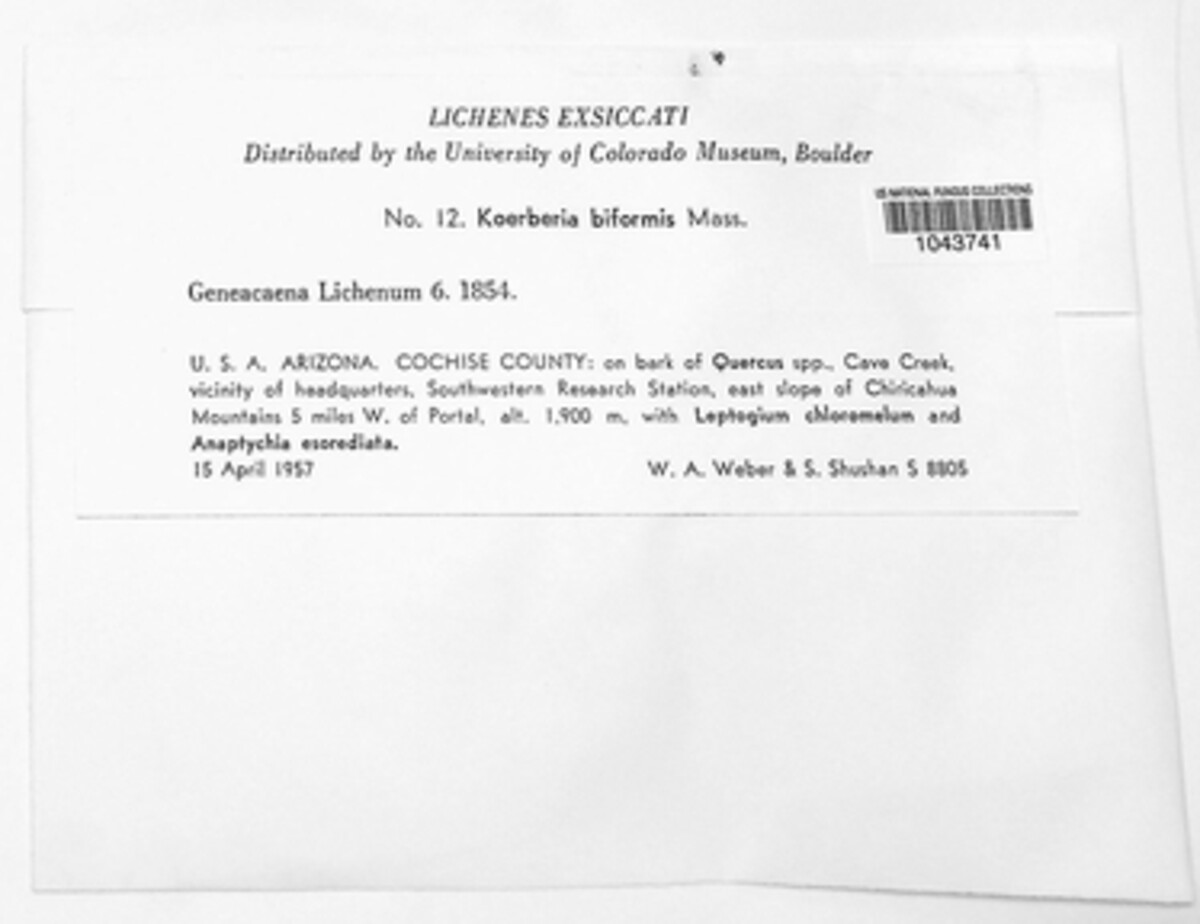 LICHENES EXSICCATI
Distributed by the University of Colorado Museum, Boulder
US NATIONAL FUNGUS COLLECTIONS
1043741
No. 12. Koerberia biformis Mass.
Geneacaena Lichenum 6. 1854.
U. S. A. ARIZONA. COCHISE COUNTY: on bark of Quercus spp., Cave Creek,
vicinity of headquarters, Southwestern Research Station, east slope of Chiricahua
Mountains 5 miles W. of Portal, alt. 1,900 m, with Leptogium chloromelum and
Anaptychia esorediata.
15 April 1957 W. A. Weber & S. Shushan S 8805